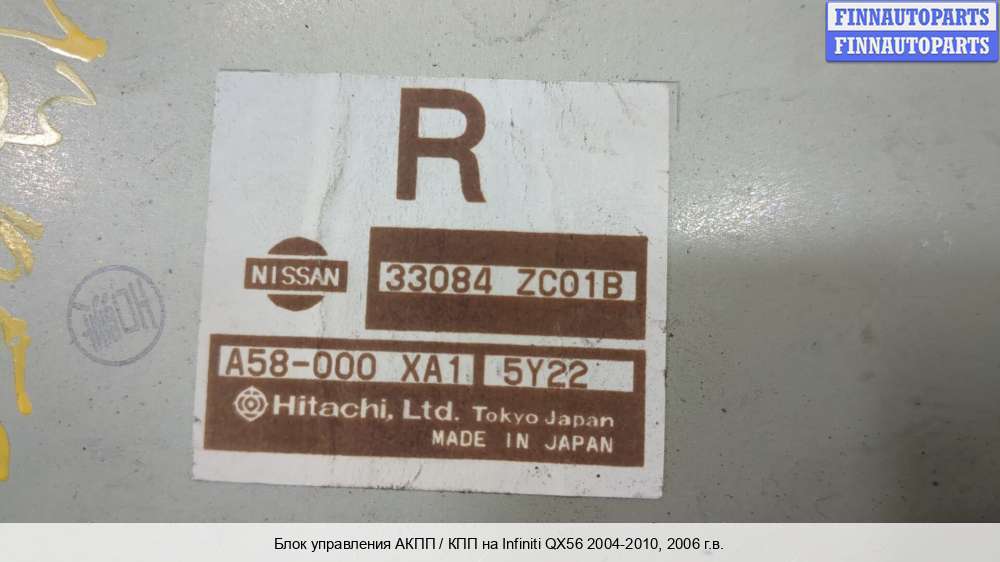 FINNAUTOPARTS
FINNAUTOPARTS
R
NISSAN
33084 ZC01B
A58-000 XA1 5Y22
Hitachi, Ltd. Tokyo Japan
MADE IN JAPAN
Блок управления АКПП / КПП на Infiniti QX56 2004-2010, 2006 г.в.